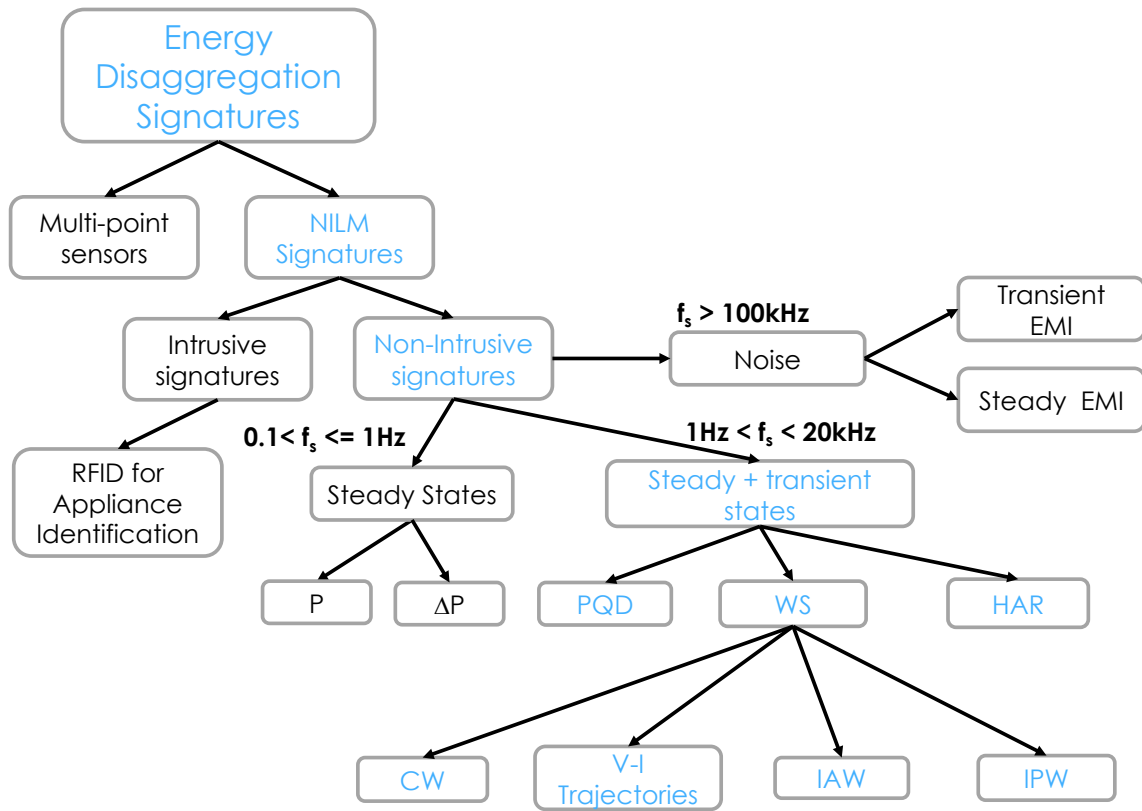 Energy
Disaggregation
Signatures
Multi-point
sensors
NILM
Signatures
Intrusive
signatures
Non-Intrusive
signatures
fs > 100kHz
Noise
Transient
EMI
Steady EMI
RFID for
Appliance
Identification
0.1< fs <= 1Hz
Steady States
1Hz < fs < 20kHz
Steady + transient
states
P
ΔP
PQD
WS
HAR
CW
V-I
Trajectories
IAW
IPW